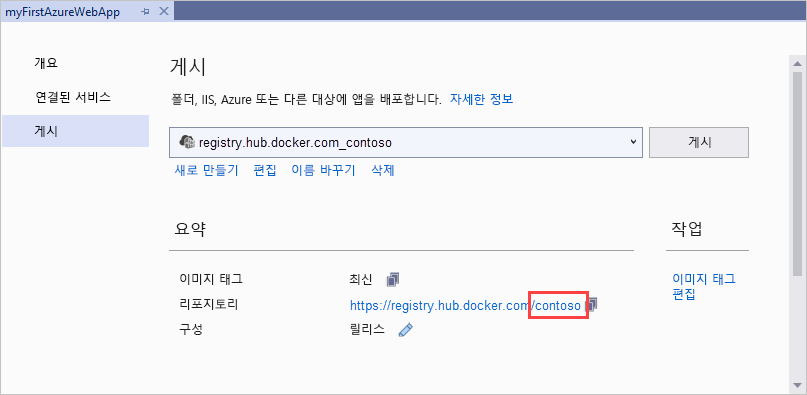 myFirstAzureWebApp
개요
연결된 서비스
게시
게시
폴더, IIS, Azure 또는 다른 대상에 앱을 배포합니다. 자세한 정보
registry.hub.docker.com_contoso
게시
새로 만들기 편집 이름 바꾸기 삭제
요약
작업
이미지 태그 최신
리포지토리 https://registry.hub.docker.com/contoso
구성 릴리스
이미지 태그
편집